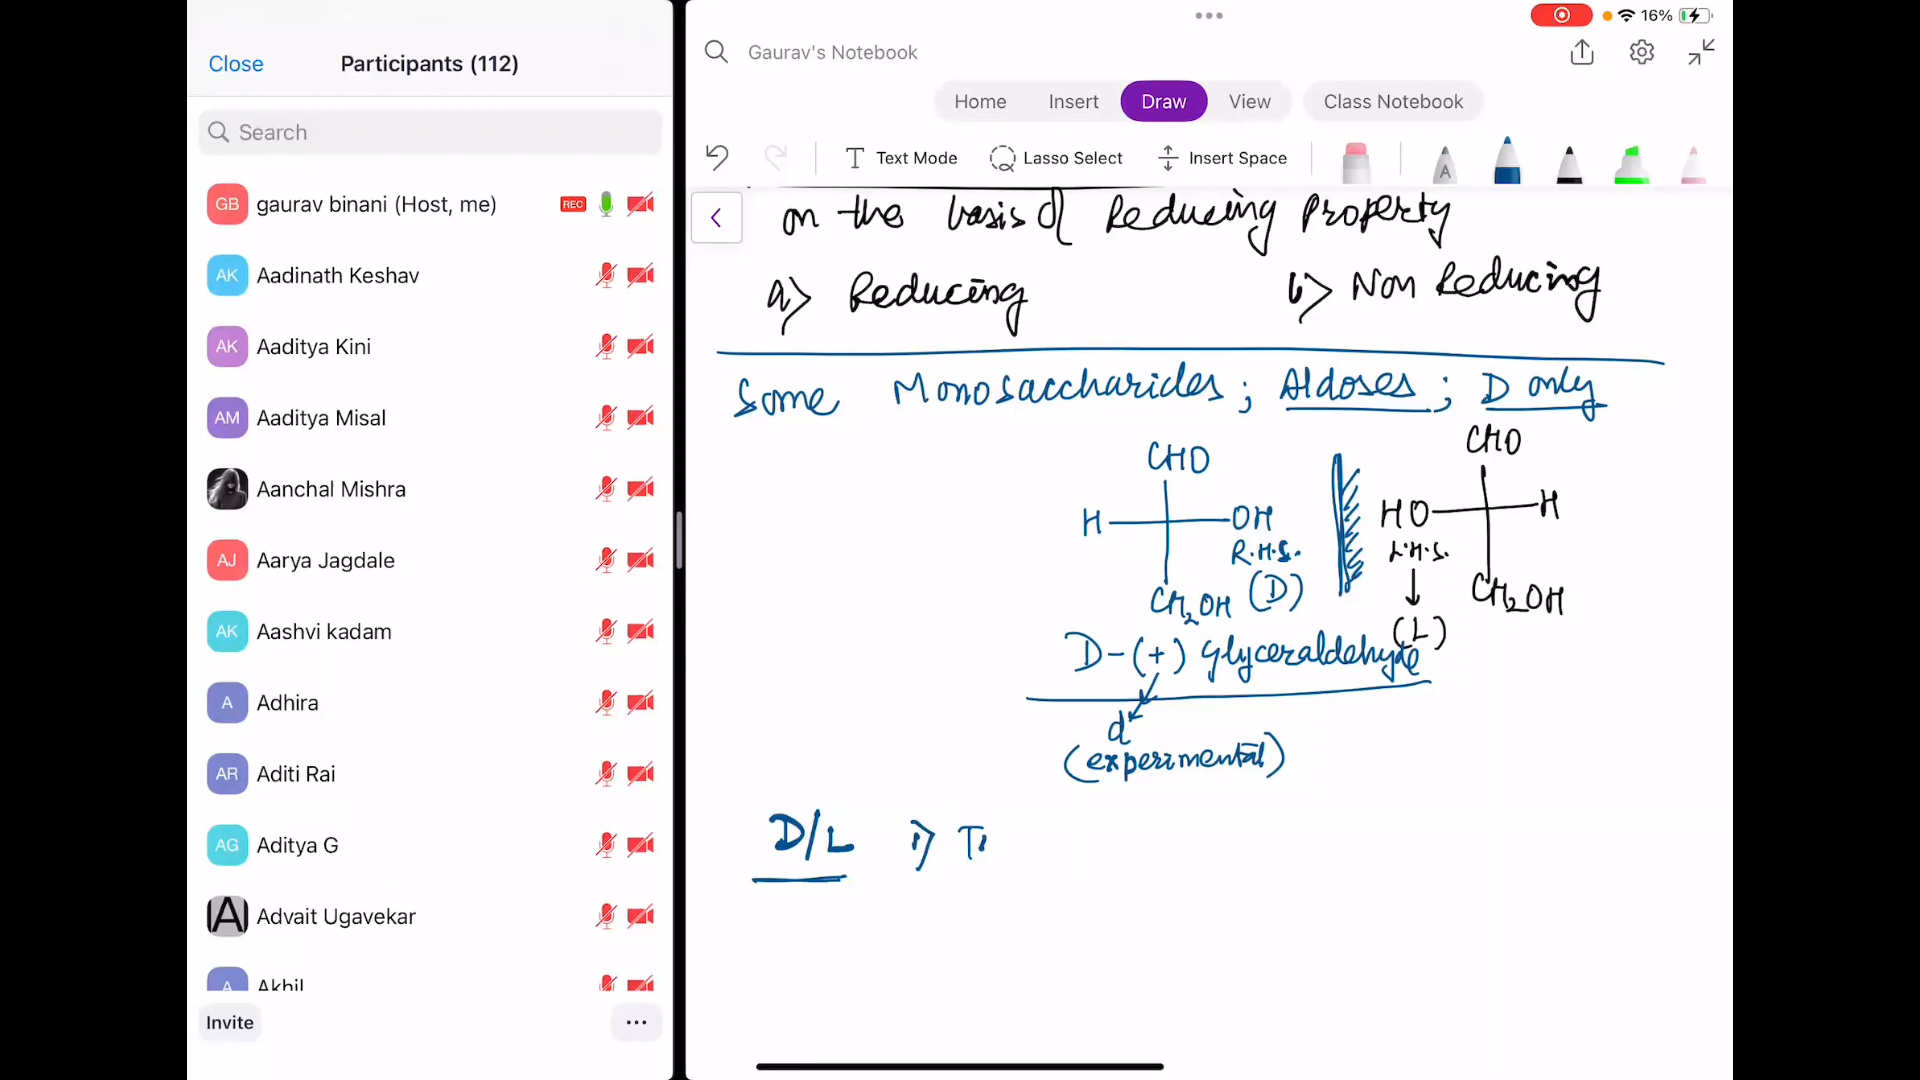 16%
Close
Participants (112)
Search
GB gaurav binani (Host, me) REC
AK Aadinath Keshav
AK Aaditya Kini
AM Aaditya Misal
Aanchal Mishra
AJ Aarya Jagdale
AK Aashvi kadam
A Adhira
AR Aditi Rai
AG Aditya G
A Advait Ugavekar
A Akhil
Invite
Gaurav's Notebook
Home Insert Draw View Class Notebook
Text Mode Lasso Select Insert Space A
on the basis of Reducing Property
a) Reducing b) Non Reducing
Some Monosaccharides; Aldoses; D only
CHO
H OH
R.H.S.
CH2OH (D)
CHO
HO H
L.H.S.
CH2OH
(L)
D-(+) Glyceraldehyde
d
(experimental)
D/L i) T